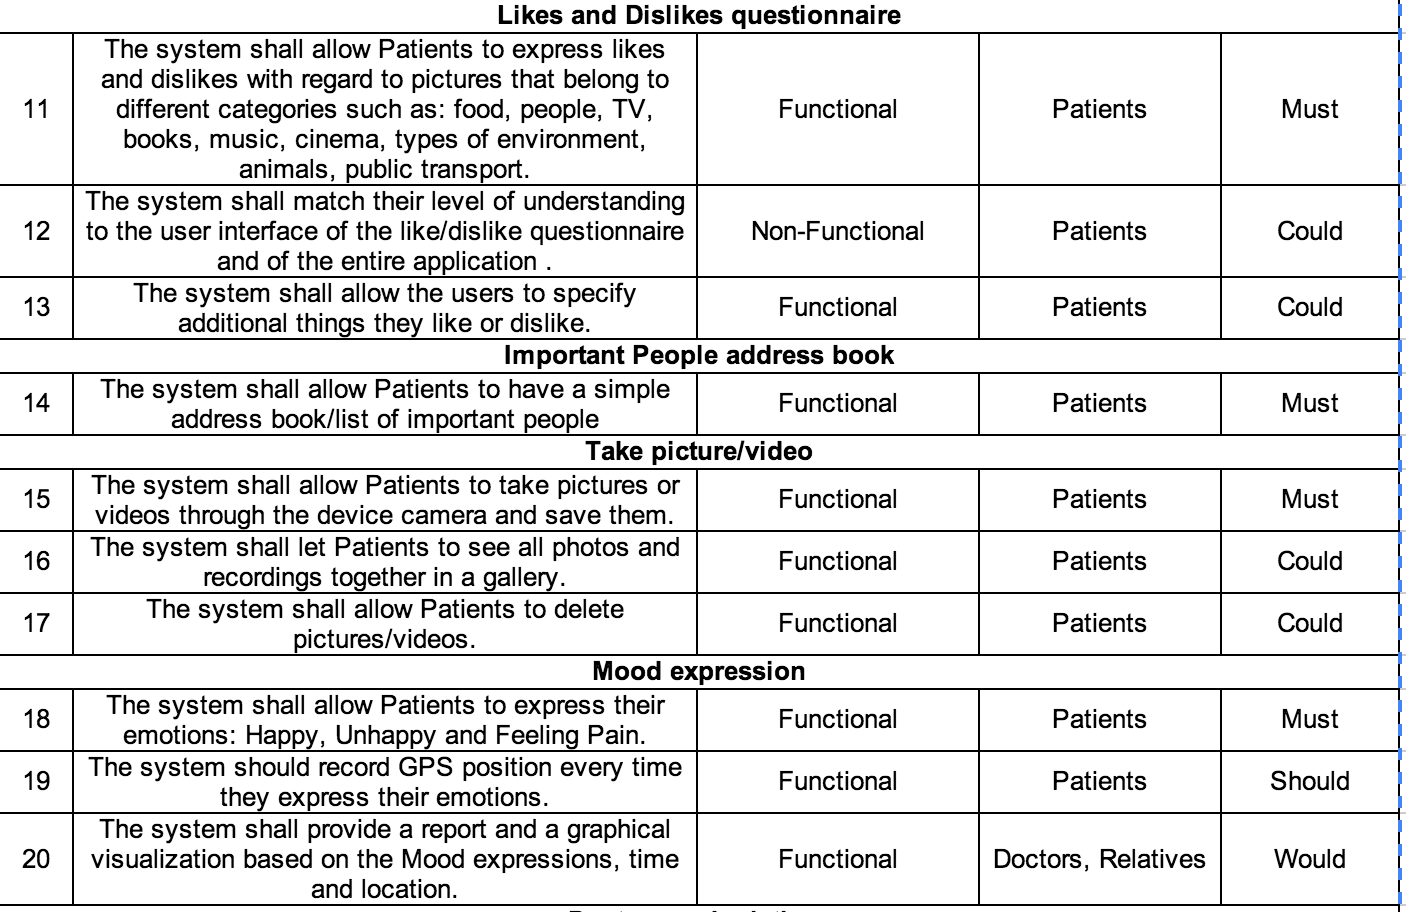 Likes and Dislikes questionnaire
The system shall allow Patients to express likes
and dislikes with regard to pictures that belong to
11 different categories such as: food, people, TV, Functional Patients Must
books, music, cinema, types of environment,
animals, public transport.
The system shall match their level of understanding
12 to the user interface of the like/dislike questionnaire Non-Functional Patients Could
and of the entire application .
13 The system shall allow the users to specify Functional Patients Could
additional things they like or dislike.
Important People address book
14 The system shall allow Patients to have a simple Functional Patients Must
address book/list of important people
Take picture/video
15 The system shall allow Patients to take pictures or Functional Patients Must
videos through the device camera and save them.
16 The system shall let Patients to see all photos and Functional Patients Could
recordings together in a gallery.
17 The system shall allow Patients to delete Functional Patients Could
pictures/videos.
Mood expression
18 The system shall allow Patients to express their Functional Patients Must
emotions: Happy, Unhappy and Feeling Pain.
19 The system should record GPS position every time Functional Patients Should
they express their emotions.
The system shall provide a report and a graphical
20 visualization based on the Mood expressions, time Functional Doctors, Relatives Would
and location.